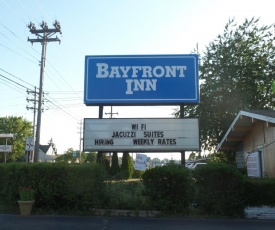 BAYFRONT
INN
WI FI
JACUZZI SUITES
HIRING WEEKLY RATES